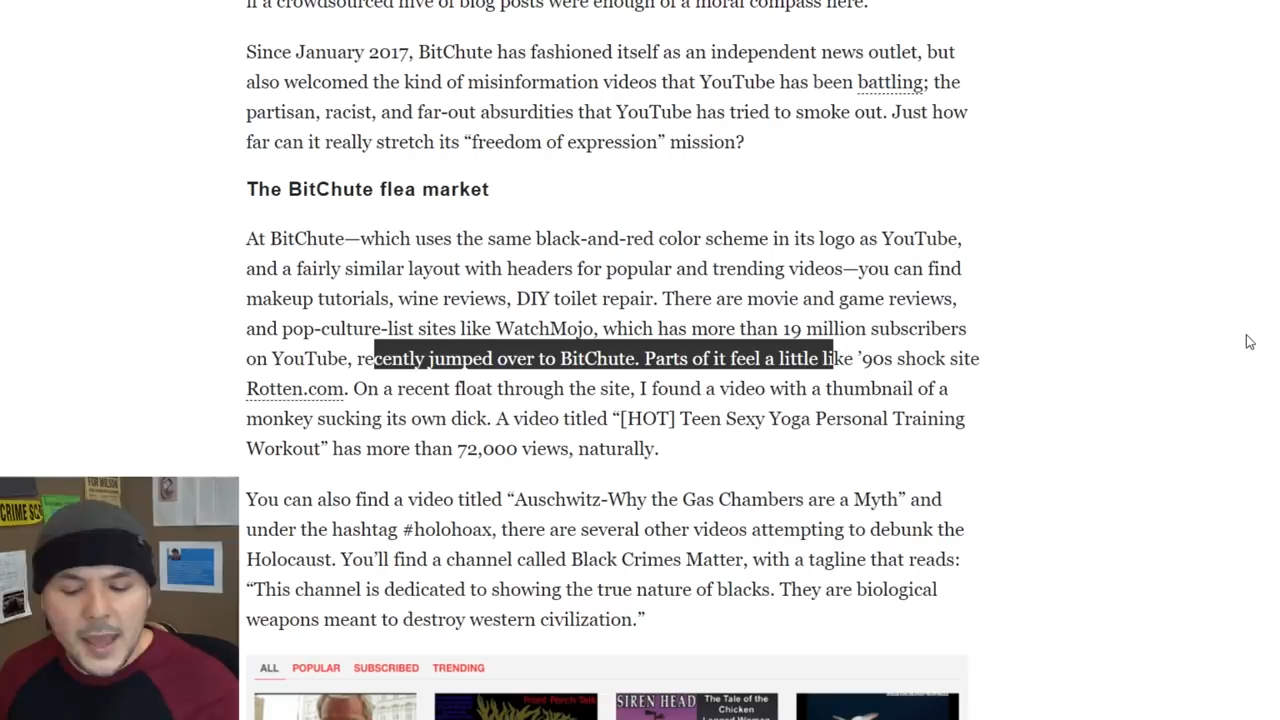 if a crowdsourced hive of blog posts were enough of a moral compass here.
Since January 2017, BitChute has fashioned itself as an independent news outlet, but
also welcomed the kind of misinformation videos that YouTube has been battling; the
partisan, racist, and far-out absurdities that YouTube has tried to smoke out. Just how
far can it really stretch its “freedom of expression” mission?
The BitChute flea market
At BitChute—which uses the same black-and-red color scheme in its logo as YouTube,
and a fairly similar layout with headers for popular and trending videos—you can find
makeup tutorials, wine reviews, DIY toilet repair. There are movie and game reviews,
and pop-culture-list sites like WatchMojo, which has more than 19 million subscribers
on YouTube, recently jumped over to BitChute. Parts of it feel a little like ’90s shock site
Rotten.com. On a recent float through the site, I found a video with a thumbnail of a
monkey sucking its own dick. A video titled “[HOT] Teen Sexy Yoga Personal Training
Workout” has more than 72,000 views, naturally.
You can also find a video titled “Auschwitz-Why the Gas Chambers are a Myth” and
under the hashtag #holohoax, there are several other videos attempting to debunk the
Holocaust. You’ll find a channel called Black Crimes Matter, with a tagline that reads:
“This channel is dedicated to showing the true nature of blacks. They are biological
weapons meant to destroy western civilization.”
ALL POPULAR SUBSCRIBED TRENDING
Front Porch Talk
SIREN HEAD
The Tale of the
Chicken
FOR WILSON
CRIME SC